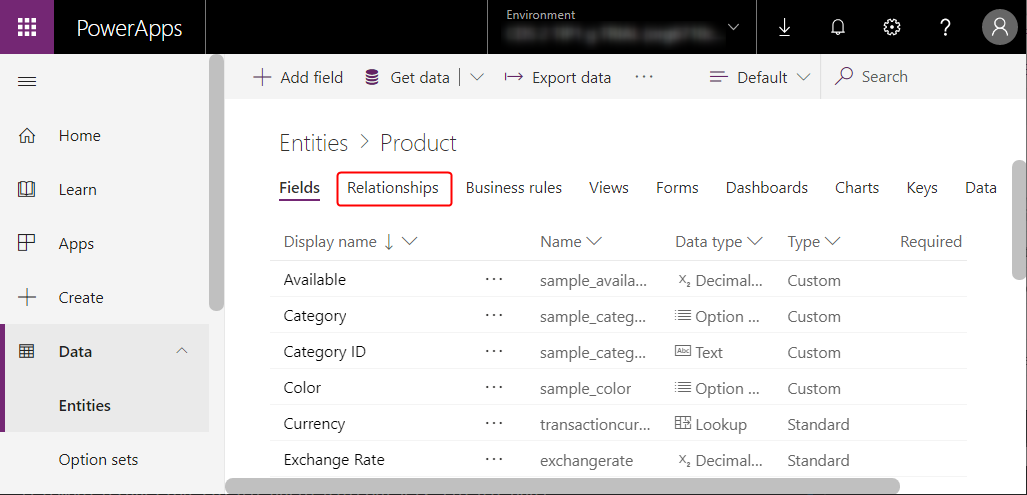 PowerApps
Environment
Add field
Get data
Export data
...
Default
Search
Home
Learn
Apps
Create
Data
Entities
Option sets
Entities > Product
Fields Relationships Business rules Views Forms Dashboards Charts Keys Data
Display name Name Data type Type Required
Available ... sample_availa... Decimal... Custom
Category ... sample_categ... Option ... Custom
Category ID ... sample_categ... Abc Text Custom
Color ... sample_color Option ... Custom
Currency ... transactioncur... Lookup Standard
Exchange Rate ... exchangerate Decimal... Standard